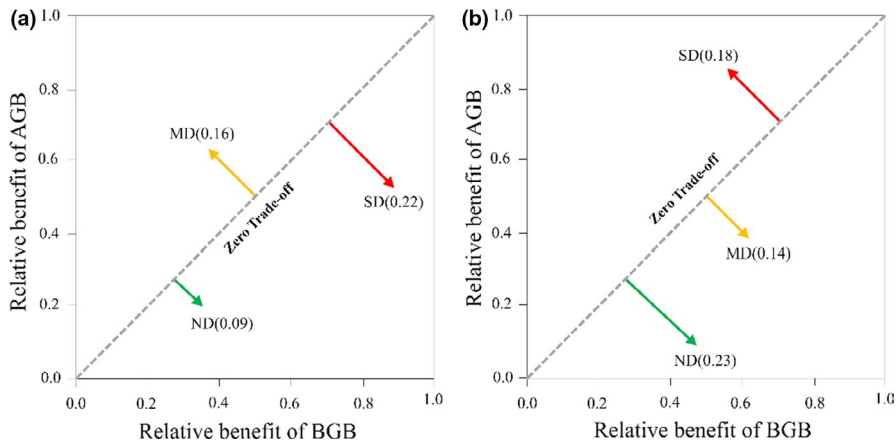 (a)
1.0
0.8
0.6
0.4
0.2
0.0
Relative benefit of AGB
MD(0.16)
SD(0.22)
ND(0.09)
Zero Trade-off
0.0 0.2 0.4 0.6 0.8 1.0
Relative benefit of BGB
(b)
1.0
0.8
0.6
0.4
0.2
0.0
Relative benefit of AGB
SD(0.18)
Zero Trade-off
MD(0.14)
ND(0.23)
0.0 0.2 0.4 0.6 0.8 1.0
Relative benefit of BGB